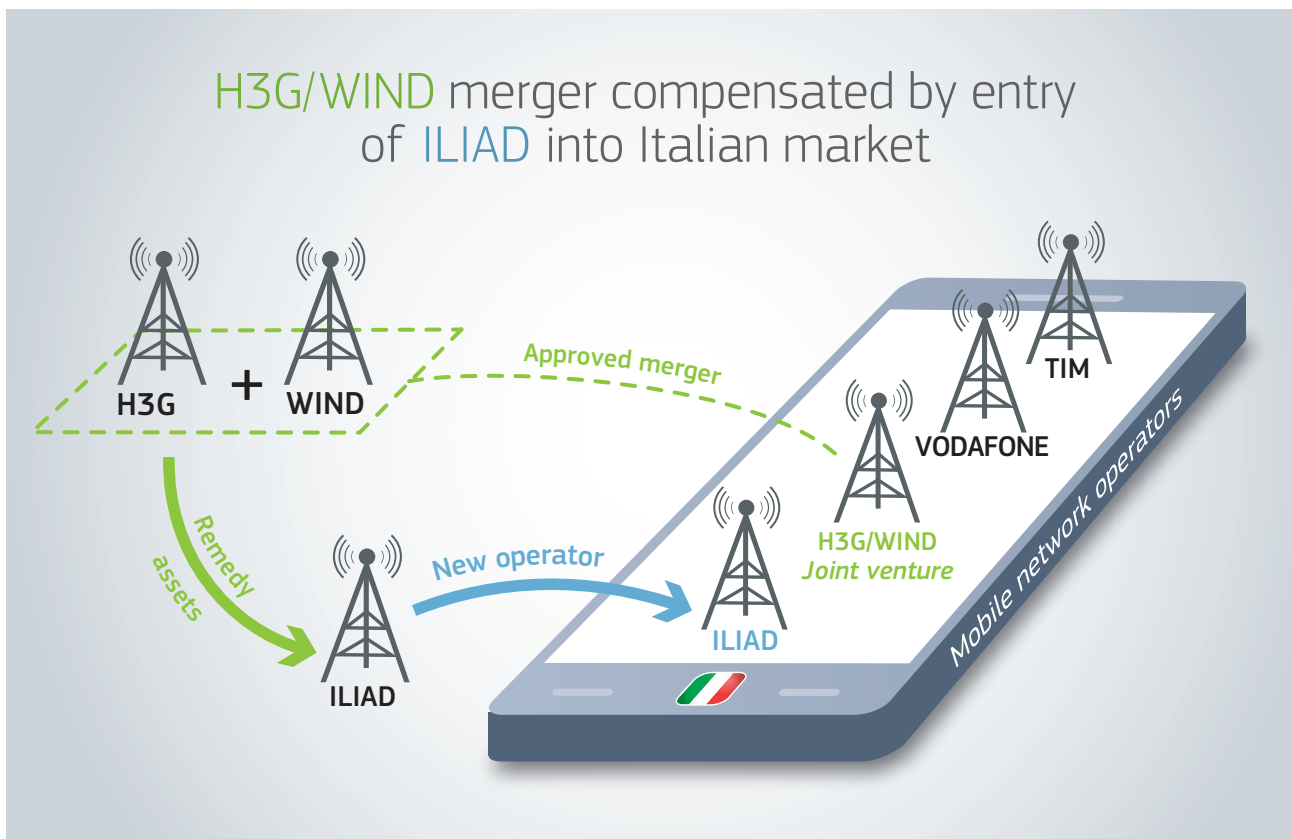 H3G/WIND merger compensated by entry
of ILIAD into Italian market
H3G
+
WIND
Approved merger
TIM
VODAFONE
H3G/WIND
Joint venture
Mobile network operators
Remedy
assets
ILIAD
New operator
ILIAD